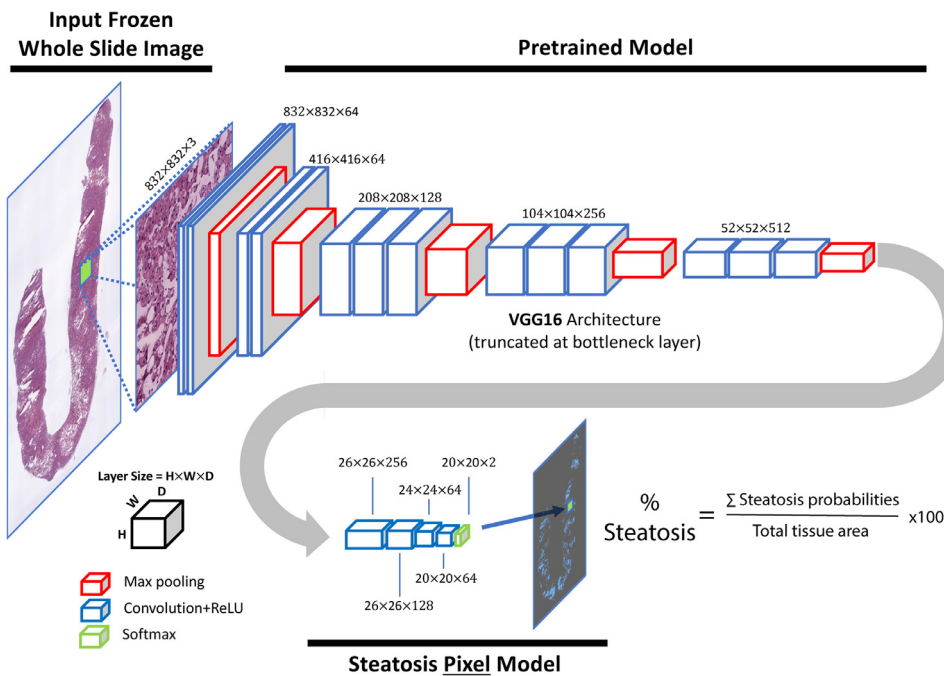 Input Frozen
Whole Slide Image
Pretrained Model
832×832×3
832×832×64
416×416×64
208×208×128
104×104×256
52×52×512
VGG16 Architecture
(truncated at bottleneck layer)
Layer Size = H×W×D
W
D
H
Max pooling
Convolution+ReLU
Softmax
26×26×256
20×20×2
24×24×64
20×20×64
26×26×128
% Steatosis = ∑ Steatosis probabilities / Total tissue area x100
Steatosis Pixel Model